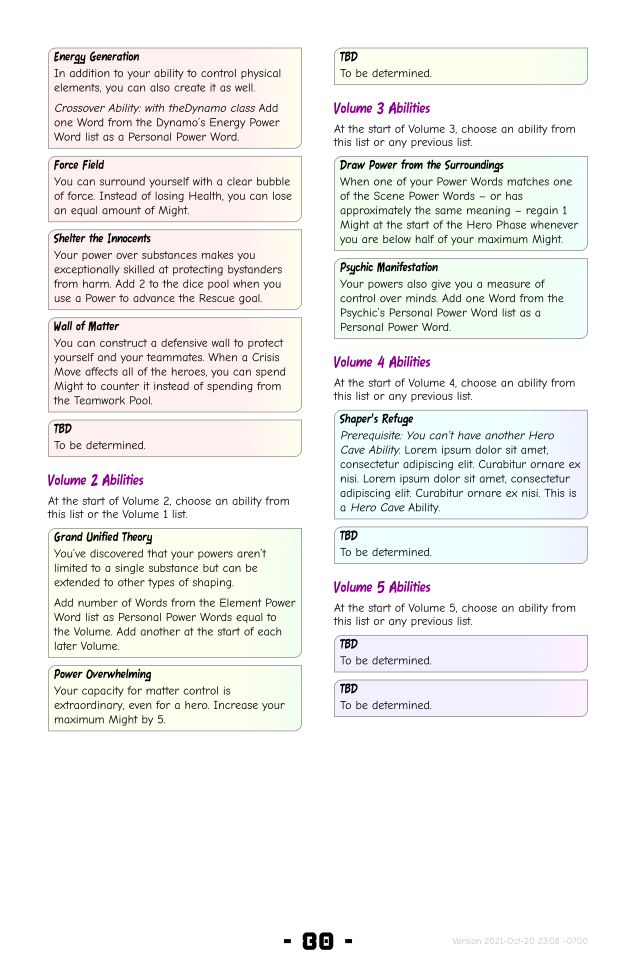 Energy Generation
In addition to your ability to control physical
elements, you can also create it as well.
Crossover Ability: with theDynamo class Add
one Word from the Dynamo's Energy Power
Word list as a Personal Power Word.
Force Field
You can surround yourself with a clear bubble
of force. Instead of losing Health, you can lose
an equal amount of Might.
Shelter the Innocents
Your power over substances makes you
exceptionally skilled at protecting bystanders
from harm. Add 2 to the dice pool when you
use a Power to advance the Rescue goal.
Wall of Matter
You can construct a defensive wall to protect
yourself and your teammates. When a Crisis
Move affects all of the heroes, you can spend
Might to counter it instead of spending from
the Teamwork Pool.
TBD
To be determined.
Volume 2 Abilities
At the start of Volume 2, choose an ability from
this list or the Volume 1 list.
Grand Unified Theory
You've discovered that your powers aren't
limited to a single substance but can be
extended to other types of shaping.
Add number of Words from the Element Power
Word list as Personal Power Words equal to
the Volume. Add another at the start of each
later Volume.
Power Overwhelming
Your capacity for matter control is
extraordinary, even for a hero. Increase your
maximum Might by 5.
TBD
To be determined.
Volume 3 Abilities
At the start of Volume 3, choose an ability from
this list or any previous list.
Draw Power from the Surroundings
When one of your Power Words matches one
of the Scene Power Words – or has
approximately the same meaning – regain 1
Might at the start of the Hero Phase whenever
you are below half of your maximum Might.
Psychic Manifestation
Your powers also give you a measure of
control over minds. Add one Word from the
Psychic's Personal Power Word list as a
Personal Power Word.
Volume 4 Abilities
At the start of Volume 4, choose an ability from
this list or any previous list.
Shaper's Refuge
Prerequisite: You can't have another Hero
Cave Ability. Lorem ipsum dolor sit amet,
consectetur adipiscing elit. Curabitur ornare ex
nisi. Lorem ipsum dolor sit amet, consectetur
adipiscing elit. Curabitur ornare ex nisi. This is
a Hero Cave Ability.
TBD
To be determined.
Volume 5 Abilities
At the start of Volume 5, choose an ability from
this list or any previous list.
TBD
To be determined.
TBD
To be determined.
- 80 -
Version 2021-Oct-20 23:08 -0700